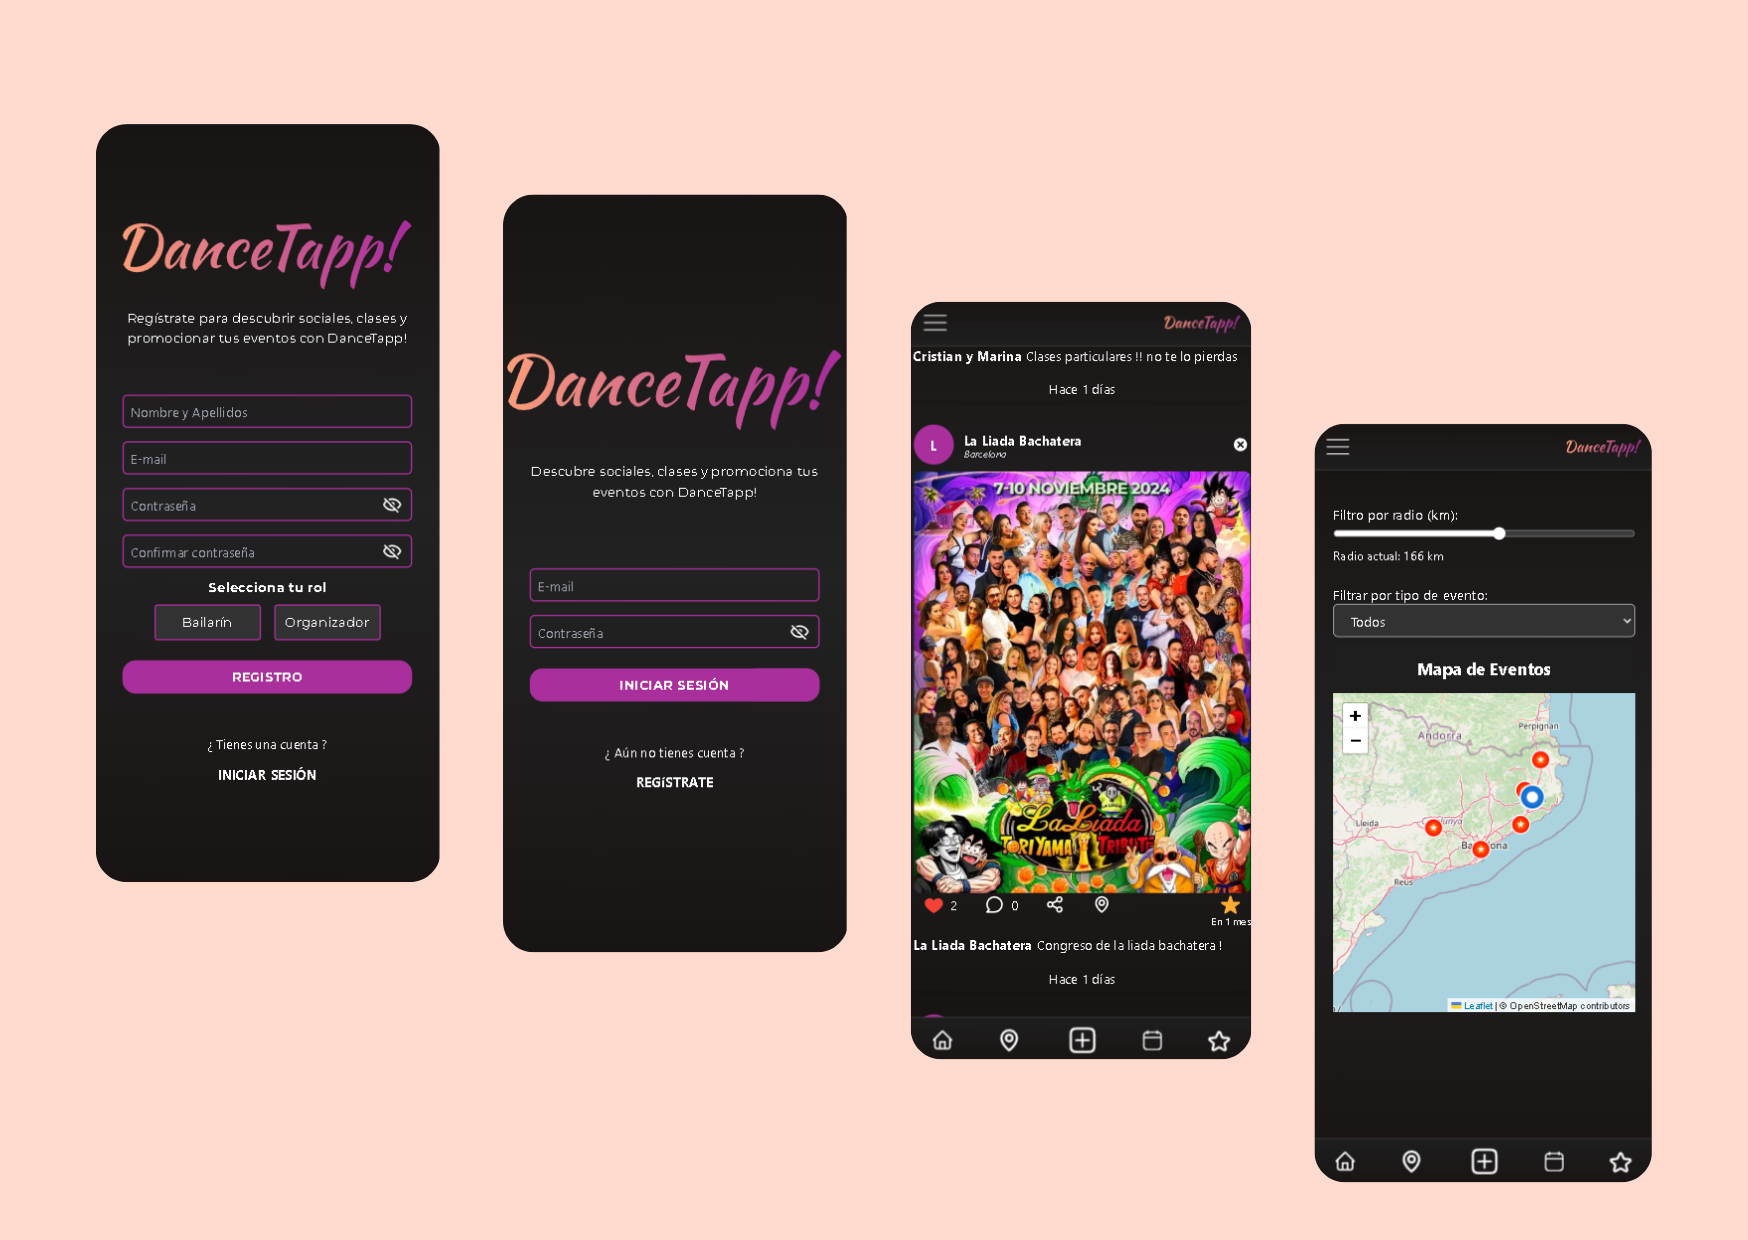 DanceTapp!
Regístrate para descubrir sociales, clases y
promocionar tus eventos con DanceTapp!
Nombre y Apellidos
E-mail
Contraseña
Confirmar contraseña
Selecciona tu rol
Bailarín
Organizador
REGISTRO
¿ Tienes una cuenta ?
INICIAR SESIÓN
DanceTapp!
Descubre sociales, clases y promociona tus
eventos con DanceTapp!
E-mail
Contraseña
INICIAR SESIÓN
¿ Aún no tienes cuenta ?
REGíSTRATE
DanceTapp!
Cristian y Marina Clases particulares !! no te lo pierdas
Hace 1 días
L
La Liada Bachatera
Barcelona
7-10 NOVIEMBRE 2024
La Liada
TORIYAMA TRIBUTE
2
0
En 1 mes
La Liada Bachatera Congreso de la liada bachatera !
Hace 1 días
DanceTapp!
Filtro por radio (km):
Radio actual: 166 km
Filtrar por tipo de evento:
Todos
Mapa de Eventos
+
−
Perpignan
Andorra
Lleida
Reus
Leaflet | © OpenStreetMap contributors